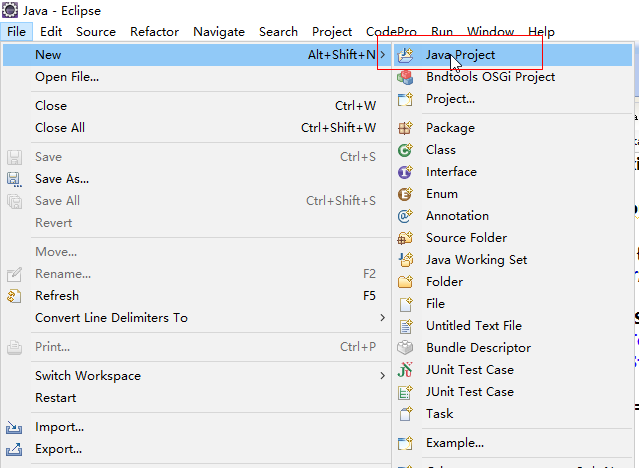 Java - Eclipse
File Edit Source Refactor Navigate Search Project CodePro Run Window Help
New Alt+Shift+N
Open File...
Close Ctrl+W
Close All Ctrl+Shift+W
Save Ctrl+S
Save As...
Save All Ctrl+Shift+S
Revert
Move...
Rename... F2
Refresh F5
Convert Line Delimiters To
Print... Ctrl+P
Switch Workspace
Restart
Import...
Export...
Java Project
Bndtools OSGi Project
Project...
Package
Class
Interface
Enum
Annotation
Source Folder
Java Working Set
Folder
File
Untitled Text File
Bundle Descriptor
JUnit Test Case
JUnit Test Case
Task
Example...